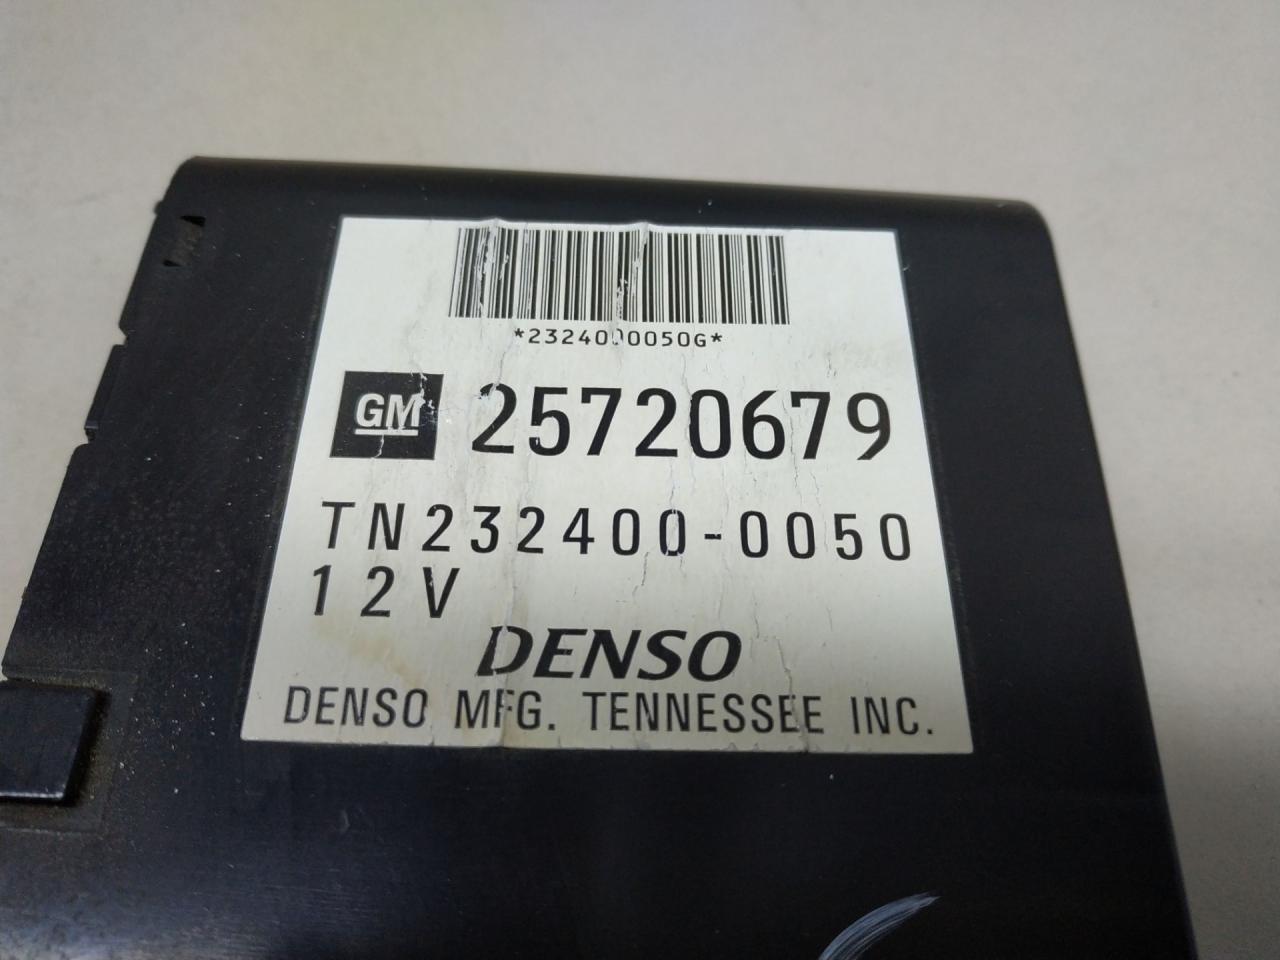 *2324000050G*
GM 25720679
TN232400-0050
12V
DENSO
DENSO MFG. TENNESSEE INC.